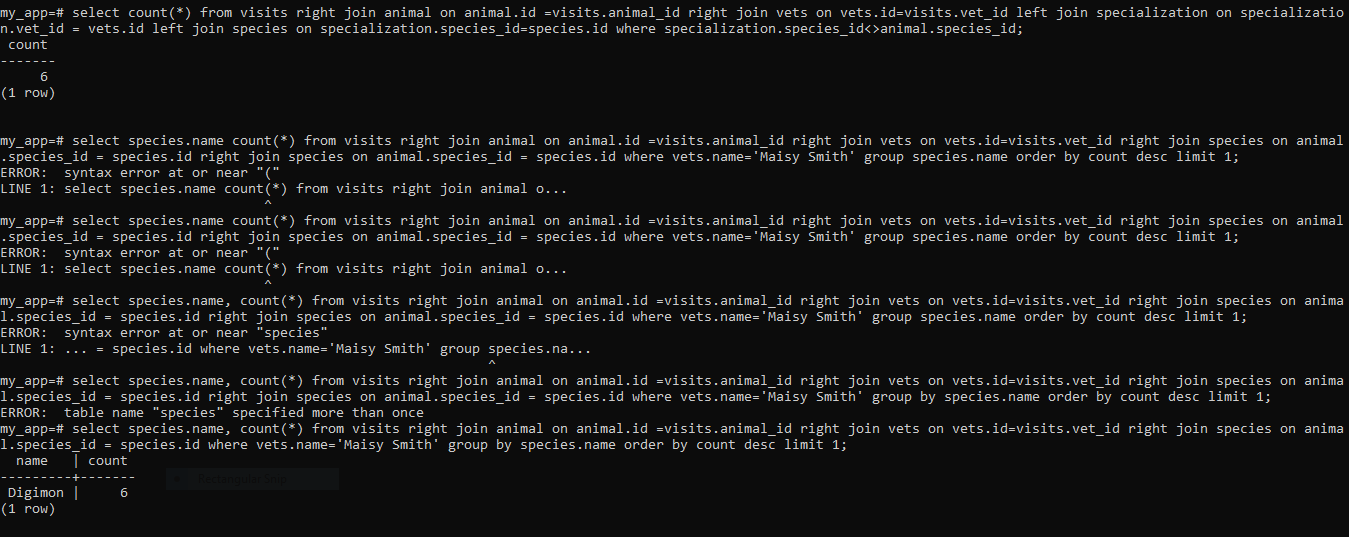 my_app=# select count(*) from visits right join animal on animal.id =visits.animal_id right join vets on vets.id=visits.vet_id left join specialization on specializatio
n.vet_id = vets.id left join species on specialization.species_id=species.id where specialization.species_id<>animal.species_id;
 count
-------
     6
(1 row)
my_app=# select species.name count(*) from visits right join animal on animal.id =visits.animal_id right join vets on vets.id=visits.vet_id right join species on animal
.species_id = species.id right join species on animal.species_id = species.id where vets.name='Maisy Smith' group species.name order by count desc limit 1;
ERROR:  syntax error at or near "("
LINE 1: select species.name count(*) from visits right join animal o...
                                 ^
my_app=# select species.name count(*) from visits right join animal on animal.id =visits.animal_id right join vets on vets.id=visits.vet_id right join species on animal
.species_id = species.id right join species on animal.species_id = species.id where vets.name='Maisy Smith' group species.name order by count desc limit 1;
ERROR:  syntax error at or near "("
LINE 1: select species.name count(*) from visits right join animal o...
                                 ^
my_app=# select species.name, count(*) from visits right join animal on animal.id =visits.animal_id right join vets on vets.id=visits.vet_id right join species on anima
l.species_id = species.id right join species on animal.species_id = species.id where vets.name='Maisy Smith' group species.name order by count desc limit 1;
ERROR:  syntax error at or near "species"
LINE 1: ... = species.id where vets.name='Maisy Smith' group species.na...
                                                             ^
my_app=# select species.name, count(*) from visits right join animal on animal.id =visits.animal_id right join vets on vets.id=visits.vet_id right join species on anima
l.species_id = species.id right join species on animal.species_id = species.id where vets.name='Maisy Smith' group by species.name order by count desc limit 1;
ERROR:  table name "species" specified more than once
my_app=# select species.name, count(*) from visits right join animal on animal.id =visits.animal_id right join vets on vets.id=visits.vet_id right join species on anima
l.species_id = species.id where vets.name='Maisy Smith' group by species.name order by count desc limit 1;
  name   | count
---------+-------
 Digimon |     6
(1 row)